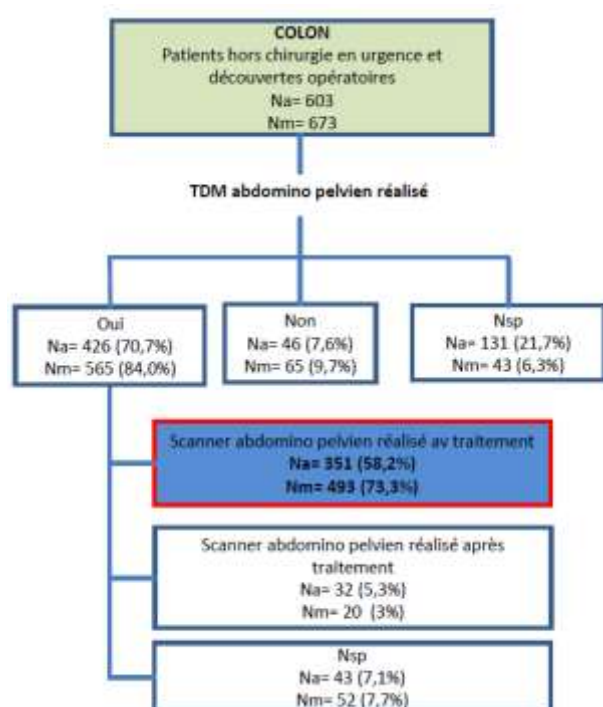 COLON
Patients hors chirurgie en urgence et
découvertes opératoires
Na= 603
Nm= 673
TDM abdomino pelvien réalisé
Oui
Na= 426 (70,7%)
Nm= 565 (84,0%)
Non
Na= 46 (7,6%)
Nm= 65 (9,7%)
Nsp
Na= 131 (21,7%)
Nm= 43 (6,3%)
Scanner abdomino pelvien réalisé av traitement
Na= 351 (58,2%)
Nm= 493 (73,3%)
Scanner abdomino pelvien réalisé après
traitement
Na= 32 (5,3%)
Nm= 20 (3%)
Nsp
Na= 43 (7,1%)
Nm= 52 (7,7%)